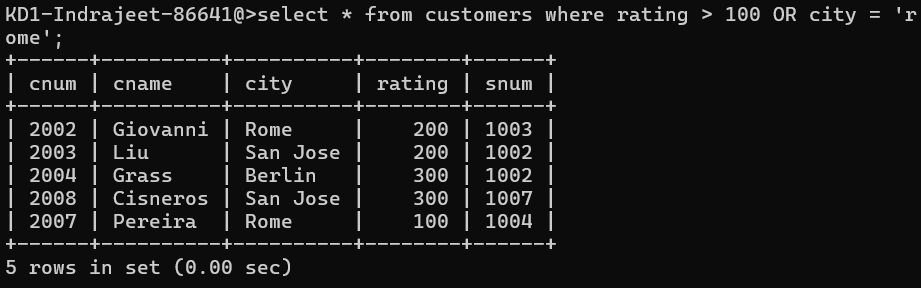 KD1-Indrajeet-86641@>select * from customers where rating > 100 OR city = 'r
ome';
+------+----------+----------+--------+------+
| cnum | cname    | city     | rating | snum |
+------+----------+----------+--------+------+
| 2002 | Giovanni | Rome     |    200 | 1003 |
| 2003 | Liu      | San Jose |    200 | 1002 |
| 2004 | Grass    | Berlin   |    300 | 1002 |
| 2008 | Cisneros | San Jose |    300 | 1007 |
| 2007 | Pereira  | Rome     |    100 | 1004 |
+------+----------+----------+--------+------+
5 rows in set (0.00 sec)